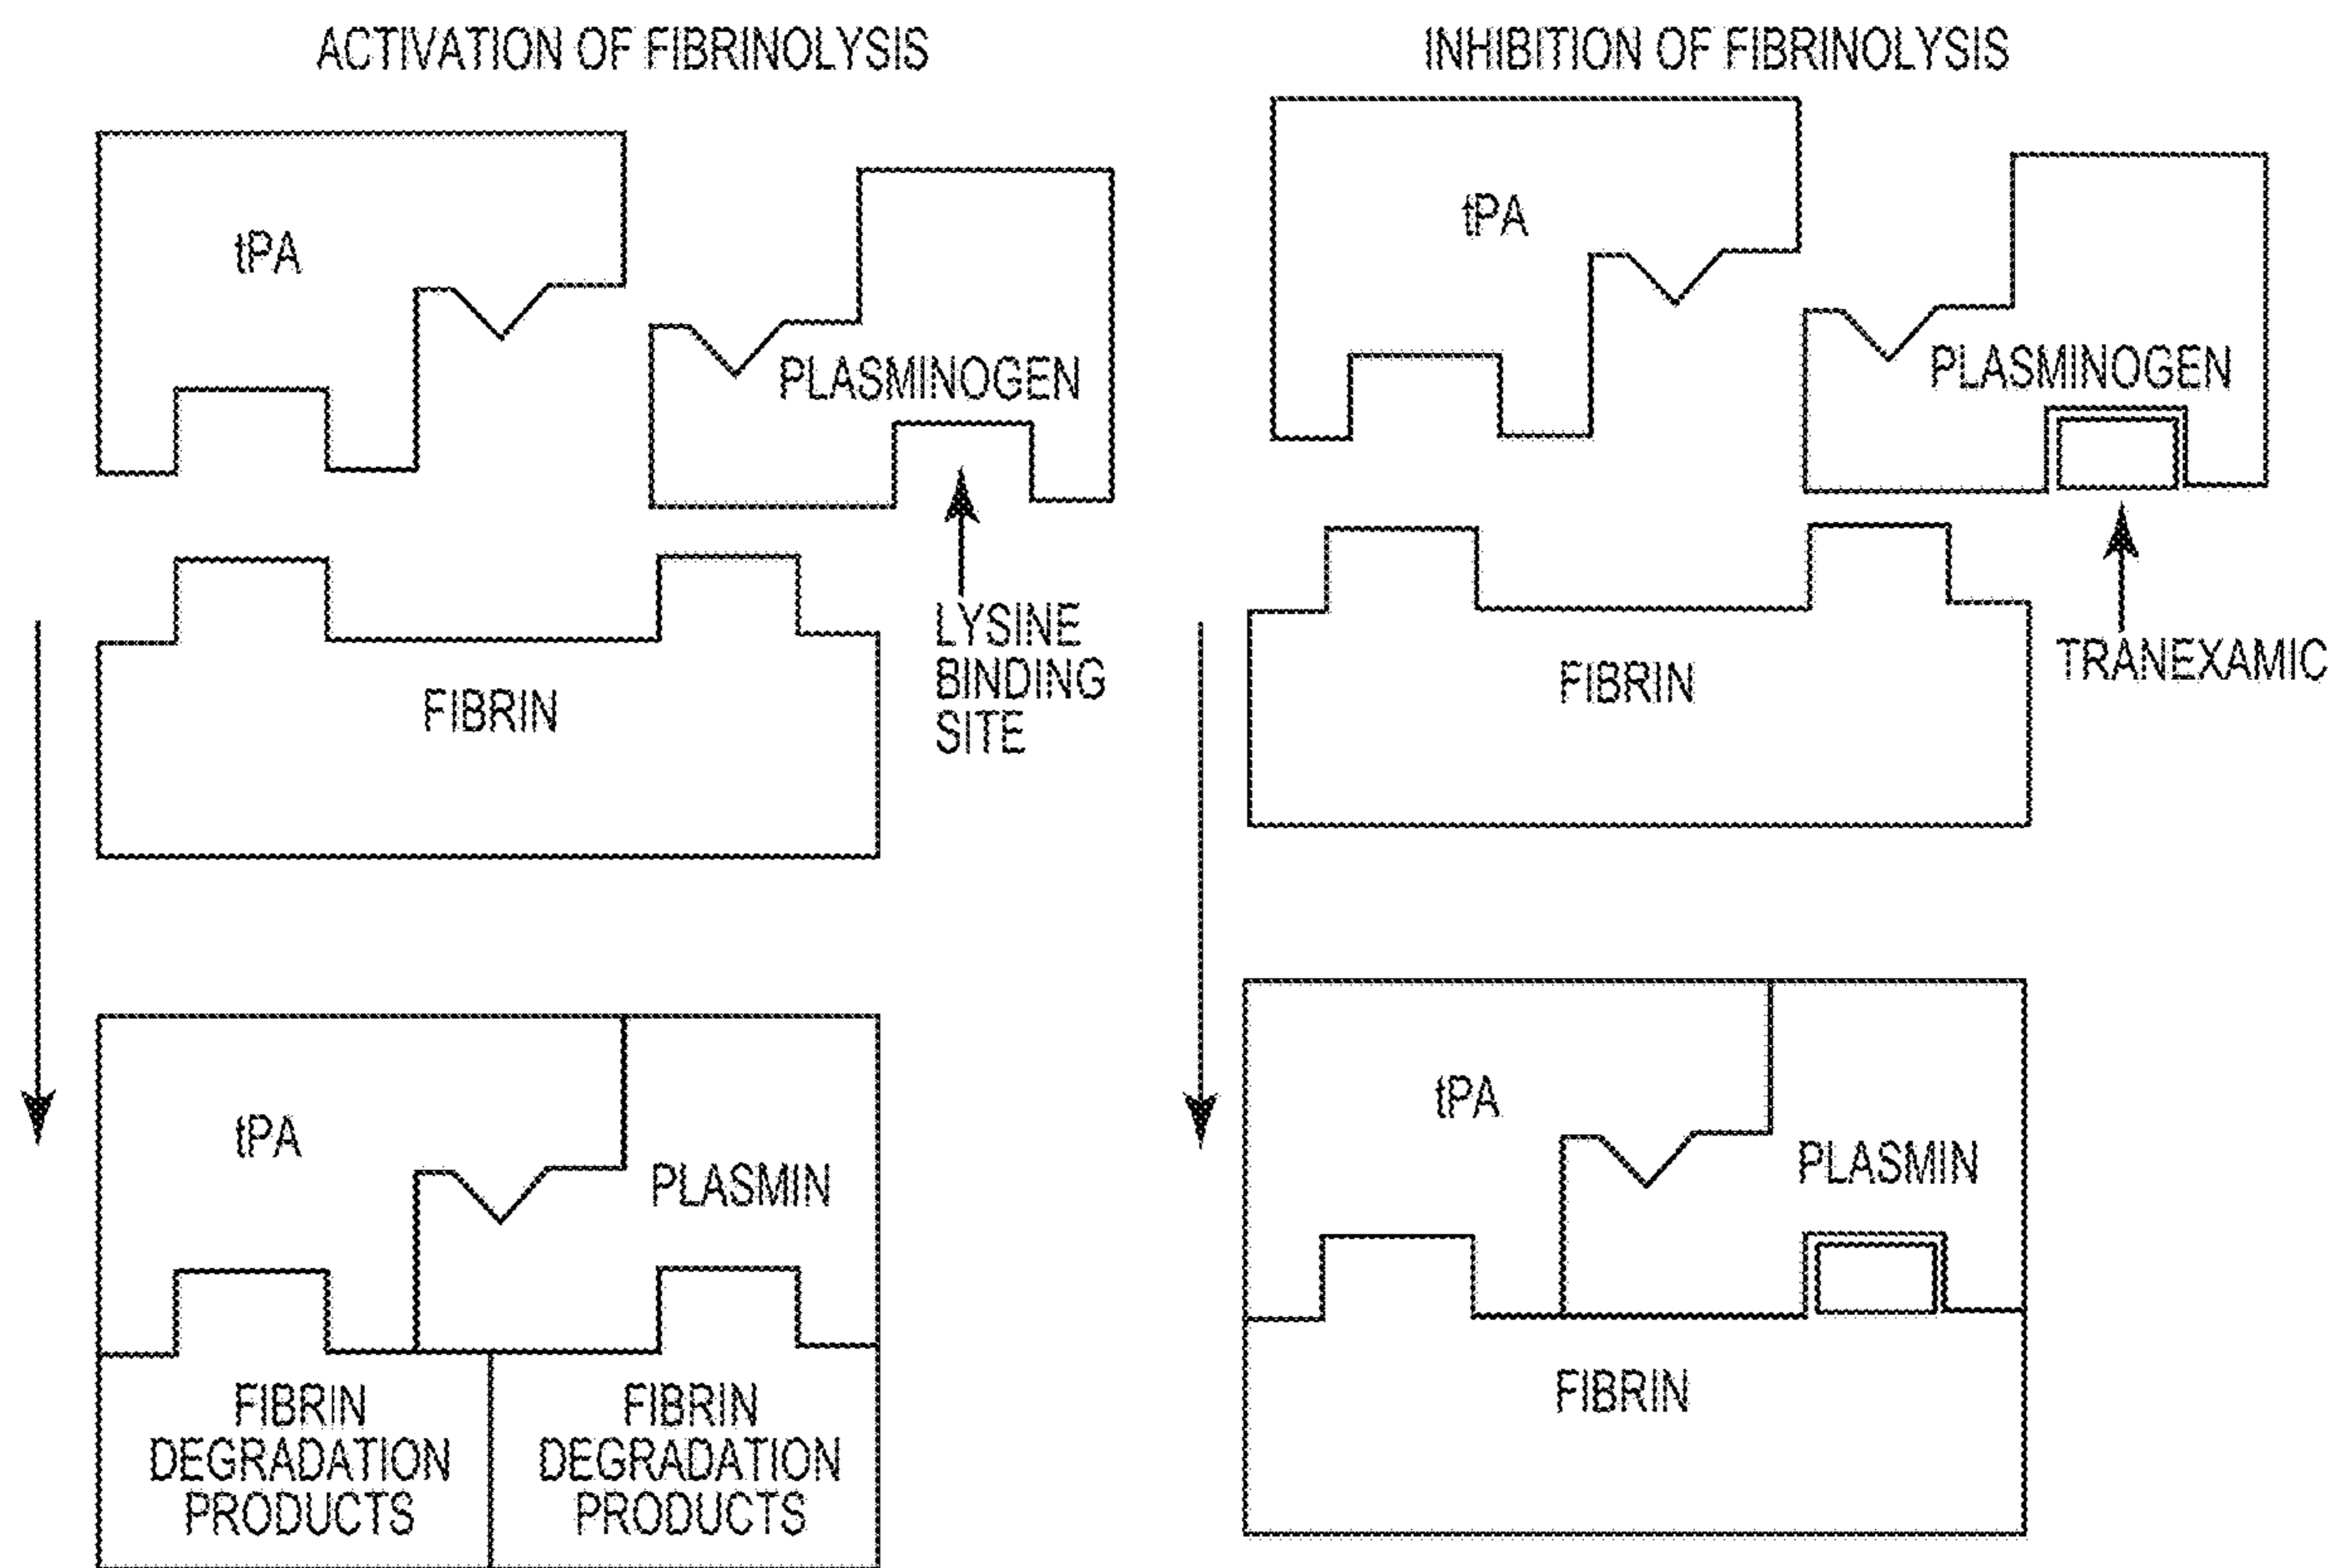 ACTIVATION OF FIBRINOLYSIS
tPA
PLASMINOGEN
LYSINE
BINDING
SITE
FIBRIN
tPA
PLASMIN
FIBRIN
DEGRADATION
PRODUCTS
FIBRIN
DEGRADATION
PRODUCTS
INHIBITION OF FIBRINOLYSIS
tPA
PLASMINOGEN
TRANEXAMIC
FIBRIN
tPA
PLASMIN
FIBRIN